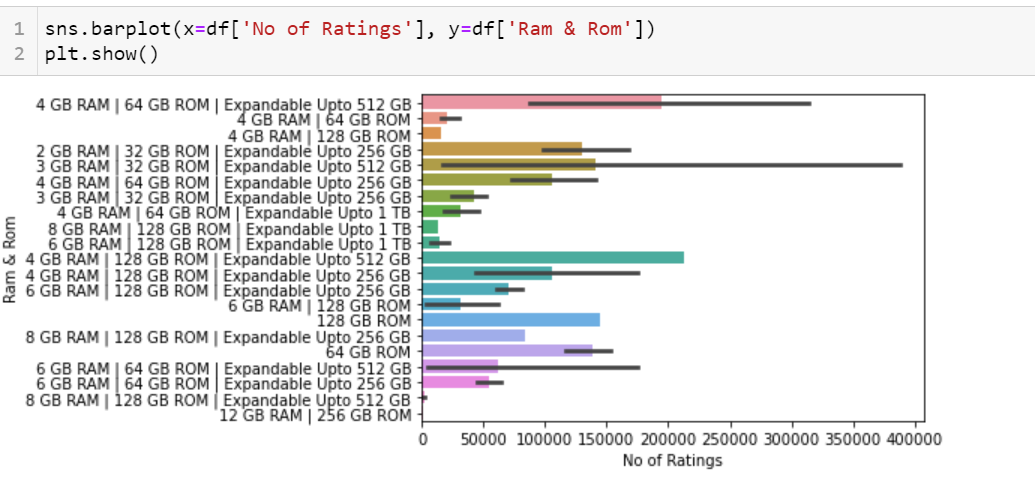 1 sns.barplot(x=df['No of Ratings'], y=df['Ram & Rom'])
2 plt.show()
4 GB RAM | 64 GB ROM | Expandable Upto 512 GB
4 GB RAM | 64 GB ROM
4 GB RAM | 128 GB ROM
2 GB RAM | 32 GB ROM | Expandable Upto 256 GB
3 GB RAM | 32 GB ROM | Expandable Upto 512 GB
4 GB RAM | 64 GB ROM | Expandable Upto 256 GB
3 GB RAM | 32 GB ROM | Expandable Upto 256 GB
4 GB RAM | 64 GB ROM | Expandable Upto 1 TB
8 GB RAM | 128 GB ROM | Expandable Upto 1 TB
6 GB RAM | 128 GB ROM | Expandable Upto 1 TB
4 GB RAM | 128 GB ROM | Expandable Upto 512 GB
4 GB RAM | 128 GB ROM | Expandable Upto 256 GB
6 GB RAM | 128 GB ROM | Expandable Upto 256 GB
6 GB RAM | 128 GB ROM
128 GB ROM
8 GB RAM | 128 GB ROM | Expandable Upto 256 GB
64 GB ROM
6 GB RAM | 64 GB ROM | Expandable Upto 512 GB
6 GB RAM | 64 GB ROM | Expandable Upto 256 GB
8 GB RAM | 128 GB ROM | Expandable Upto 512 GB
12 GB RAM | 256 GB ROM
Ram & Rom
0 50000 100000 150000 200000 250000 300000 350000 400000
No of Ratings